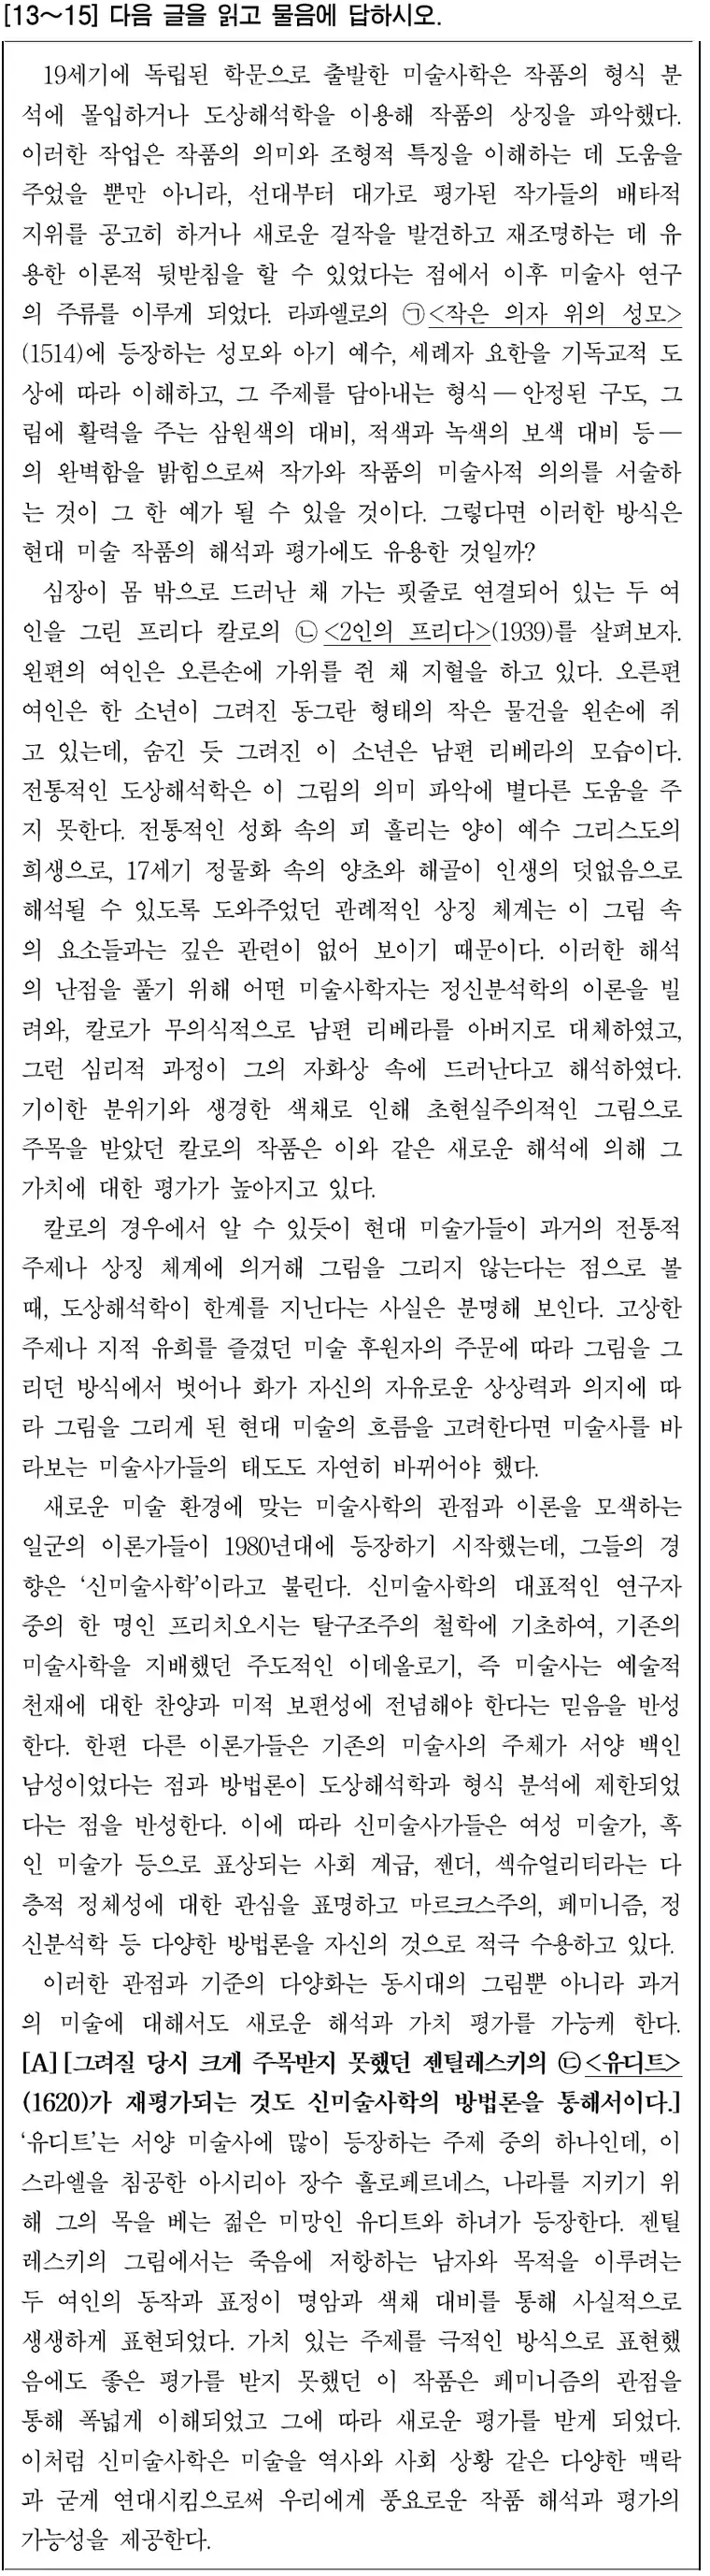 [13～15] 다음 글을 읽고 물음에 답하시오.
19세기에 독립된 학문으로 출발한 미술사학은 작품의 형식 분
석에 몰입하거나 도상해석학을 이용해 작품의 상징을 파악했다.
이러한 작업은 작품의 의미와 조형적 특징을 이해하는 데 도움을
주었을 뿐만 아니라, 선대부터 대가로 평가된 작가들의 배타적
지위를 공고히 하거나 새로운 걸작을 발견하고 재조명하는 데 유
용한 이론적 뒷받침을 할 수 있었다는 점에서 이후 미술사 연구
의 주류를 이루게 되었다. 라파엘로의 ㉠<작은 의자 위의 성모>
(1514)에 등장하는 성모와 아기 예수, 세례자 요한을 기독교적 도
상에 따라 이해하고, 그 주제를 담아내는 형식 ― 안정된 구도, 그
림에 활력을 주는 삼원색의 대비, 적색과 녹색의 보색 대비 등 ―
의 완벽함을 밝힘으로써 작가와 작품의 미술사적 의의를 서술하
는 것이 그 한 예가 될 수 있을 것이다. 그렇다면 이러한 방식은
현대 미술 작품의 해석과 평가에도 유용한 것일까?
심장이 몸 밖으로 드러난 채 가는 핏줄로 연결되어 있는 두 여
인을 그린 프리다 칼로의 ㉡<2인의 프리다>(1939)를 살펴보자.
왼편의 여인은 오른손에 가위를 쥔 채 지혈을 하고 있다. 오른편
여인은 한 소년이 그려진 동그란 형태의 작은 물건을 왼손에 쥐
고 있는데, 숨긴 듯 그려진 이 소년은 남편 리베라의 모습이다.
전통적인 도상해석학은 이 그림의 의미 파악에 별다른 도움을 주
지 못한다. 전통적인 성화 속의 피 흘리는 양이 예수 그리스도의
희생으로, 17세기 정물화 속의 양초와 해골이 인생의 덧없음으로
해석될 수 있도록 도와주었던 관례적인 상징 체계는 이 그림 속
의 요소들과는 깊은 관련이 없어 보이기 때문이다. 이러한 해석
의 난점을 풀기 위해 어떤 미술사학자는 정신분석학의 이론을 빌
려와, 칼로가 무의식적으로 남편 리베라를 아버지로 대체하였고,
그런 심리적 과정이 그의 자화상 속에 드러난다고 해석하였다.
기이한 분위기와 생경한 색채로 인해 초현실주의적인 그림으로
주목을 받았던 칼로의 작품은 이와 같은 새로운 해석에 의해 그
가치에 대한 평가가 높아지고 있다.
칼로의 경우에서 알 수 있듯이 현대 미술가들이 과거의 전통적
주제나 상징 체계에 의거해 그림을 그리지 않는다는 점으로 볼
때, 도상해석학이 한계를 지닌다는 사실은 분명해 보인다. 고상한
주제나 지적 유희를 즐겼던 미술 후원자의 주문에 따라 그림을 그
리던 방식에서 벗어나 화가 자신의 자유로운 상상력과 의지에 따
라 그림을 그리게 된 현대 미술의 흐름을 고려한다면 미술사를 바
라보는 미술사가들의 태도도 자연히 바뀌어야 했다.
새로운 미술 환경에 맞는 미술사학의 관점과 이론을 모색하는
일군의 이론가들이 1980년대에 등장하기 시작했는데, 그들의 경
향은 ‘신미술사학’이라고 불린다. 신미술사학의 대표적인 연구자
중의 한 명인 프리치오시는 탈구조주의 철학에 기초하여, 기존의
미술사학을 지배했던 주도적인 이데올로기, 즉 미술사는 예술적
천재에 대한 찬양과 미적 보편성에 전념해야 한다는 믿음을 반성
한다. 한편 다른 이론가들은 기존의 미술사의 주체가 서양 백인
남성이었다는 점과 방법론이 도상해석학과 형식 분석에 제한되었
다는 점을 반성한다. 이에 따라 신미술사가들은 여성 미술가, 흑
인 미술가 등으로 표상되는 사회 계급, 젠더, 섹슈얼리티라는 다
층적 정체성에 대한 관심을 표명하고 마르크스주의, 페미니즘, 정
신분석학 등 다양한 방법론을 자신의 것으로 적극 수용하고 있다.
이러한 관점과 기준의 다양화는 동시대의 그림뿐 아니라 과거
의 미술에 대해서도 새로운 해석과 가치 평가를 가능케 한다.
[A] [그려질 당시 크게 주목받지 못했던 젠틸레스키의 ㉢<유디트>
(1620)가 재평가되는 것도 신미술사학의 방법론을 통해서이다.]
‘유디트’는 서양 미술사에 많이 등장하는 주제 중의 하나인데, 이
스라엘을 침공한 아시리아 장수 홀로페르네스, 나라를 지키기 위
해 그의 목을 베는 젊은 미망인 유디트와 하녀가 등장한다. 젠틸
레스키의 그림에서는 죽음에 저항하는 남자와 목적을 이루려는
두 여인의 동작과 표정이 명암과 색채 대비를 통해 사실적으로
생생하게 표현되었다. 가치 있는 주제를 극적인 방식으로 표현했
음에도 좋은 평가를 받지 못했던 이 작품은 페미니즘의 관점을
통해 폭넓게 이해되었고 그에 따라 새로운 평가를 받게 되었다.
이처럼 신미술사학은 미술을 역사와 사회 상황 같은 다양한 맥락
과 굳게 연대시킴으로써 우리에게 풍요로운 작품 해석과 평가의
가능성을 제공한다.